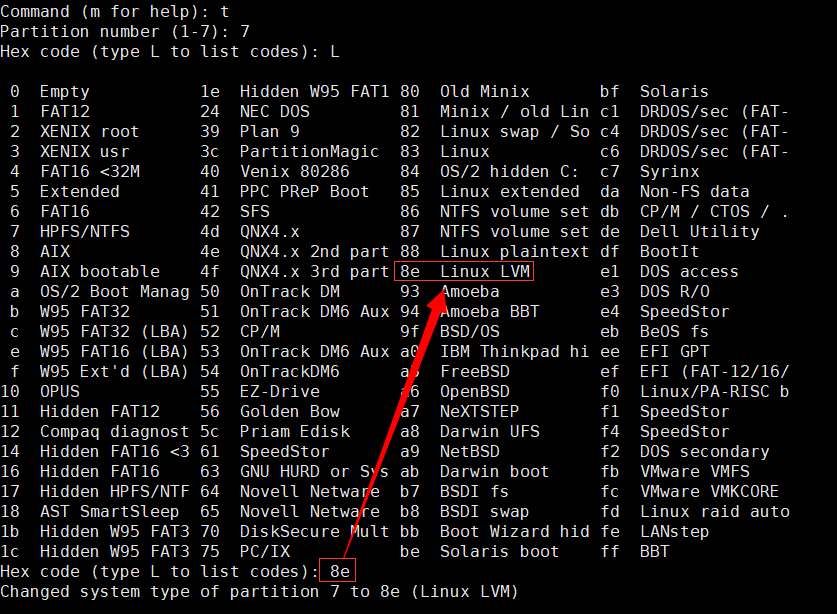 Command (m for help): t
Partition number (1-7): 7
Hex code (type L to list codes): L
0 Empty 1e Hidden W95 FAT1 80 Old Minix bf Solaris
1 FAT12 24 NEC DOS 81 Minix / old Lin c1 DRDOS/sec (FAT-
2 XENIX root 39 Plan 9 82 Linux swap / So c4 DRDOS/sec (FAT-
3 XENIX usr 3c PartitionMagic 83 Linux c6 DRDOS/sec (FAT-
4 FAT16 <32M 40 Venix 80286 84 OS/2 hidden C: c7 Syrinx
5 Extended 41 PPC PReP Boot 85 Linux extended da Non-FS data
6 FAT16 42 SFS 86 NTFS volume set db CP/M / CTOS / .
7 HPFS/NTFS 4d QNX4.x 87 NTFS volume set de Dell Utility
8 AIX 4e QNX4.x 2nd part 88 Linux plaintext df BootIt
9 AIX bootable 4f QNX4.x 3rd part 8e Linux LVM e1 DOS access
a OS/2 Boot Manag 50 OnTrack DM 93 Amoeba e3 DOS R/O
b W95 FAT32 51 OnTrack DM6 Aux 94 Amoeba BBT e4 SpeedStor
c W95 FAT32 (LBA) 52 CP/M 9f BSD/OS eb BeOS fs
e W95 FAT16 (LBA) 53 OnTrack DM6 Aux a0 IBM Thinkpad hi ee EFI GPT
f W95 Ext'd (LBA) 54 OnTrackDM6 a5 FreeBSD ef EFI (FAT-12/16/
10 OPUS 55 EZ-Drive a6 OpenBSD f0 Linux/PA-RISC b
11 Hidden FAT12 56 Golden Bow a7 NeXTSTEP f1 SpeedStor
12 Compaq diagnost 5c Priam Edisk a8 Darwin UFS f4 SpeedStor
14 Hidden FAT16 <3 61 SpeedStor a9 NetBSD f2 DOS secondary
16 Hidden FAT16 63 GNU HURD or Sys ab Darwin boot fb VMware VMFS
17 Hidden HPFS/NTF 64 Novell Netware b7 BSDI fs fc VMware VMKCORE
18 AST SmartSleep 65 Novell Netware b8 BSDI swap fd Linux raid auto
1b Hidden W95 FAT3 70 DiskSecure Mult bb Boot Wizard hid fe LANstep
1c Hidden W95 FAT3 75 PC/IX be Solaris boot ff BBT
Hex code (type L to list codes): 8e
Changed system type of partition 7 to 8e (Linux LVM)